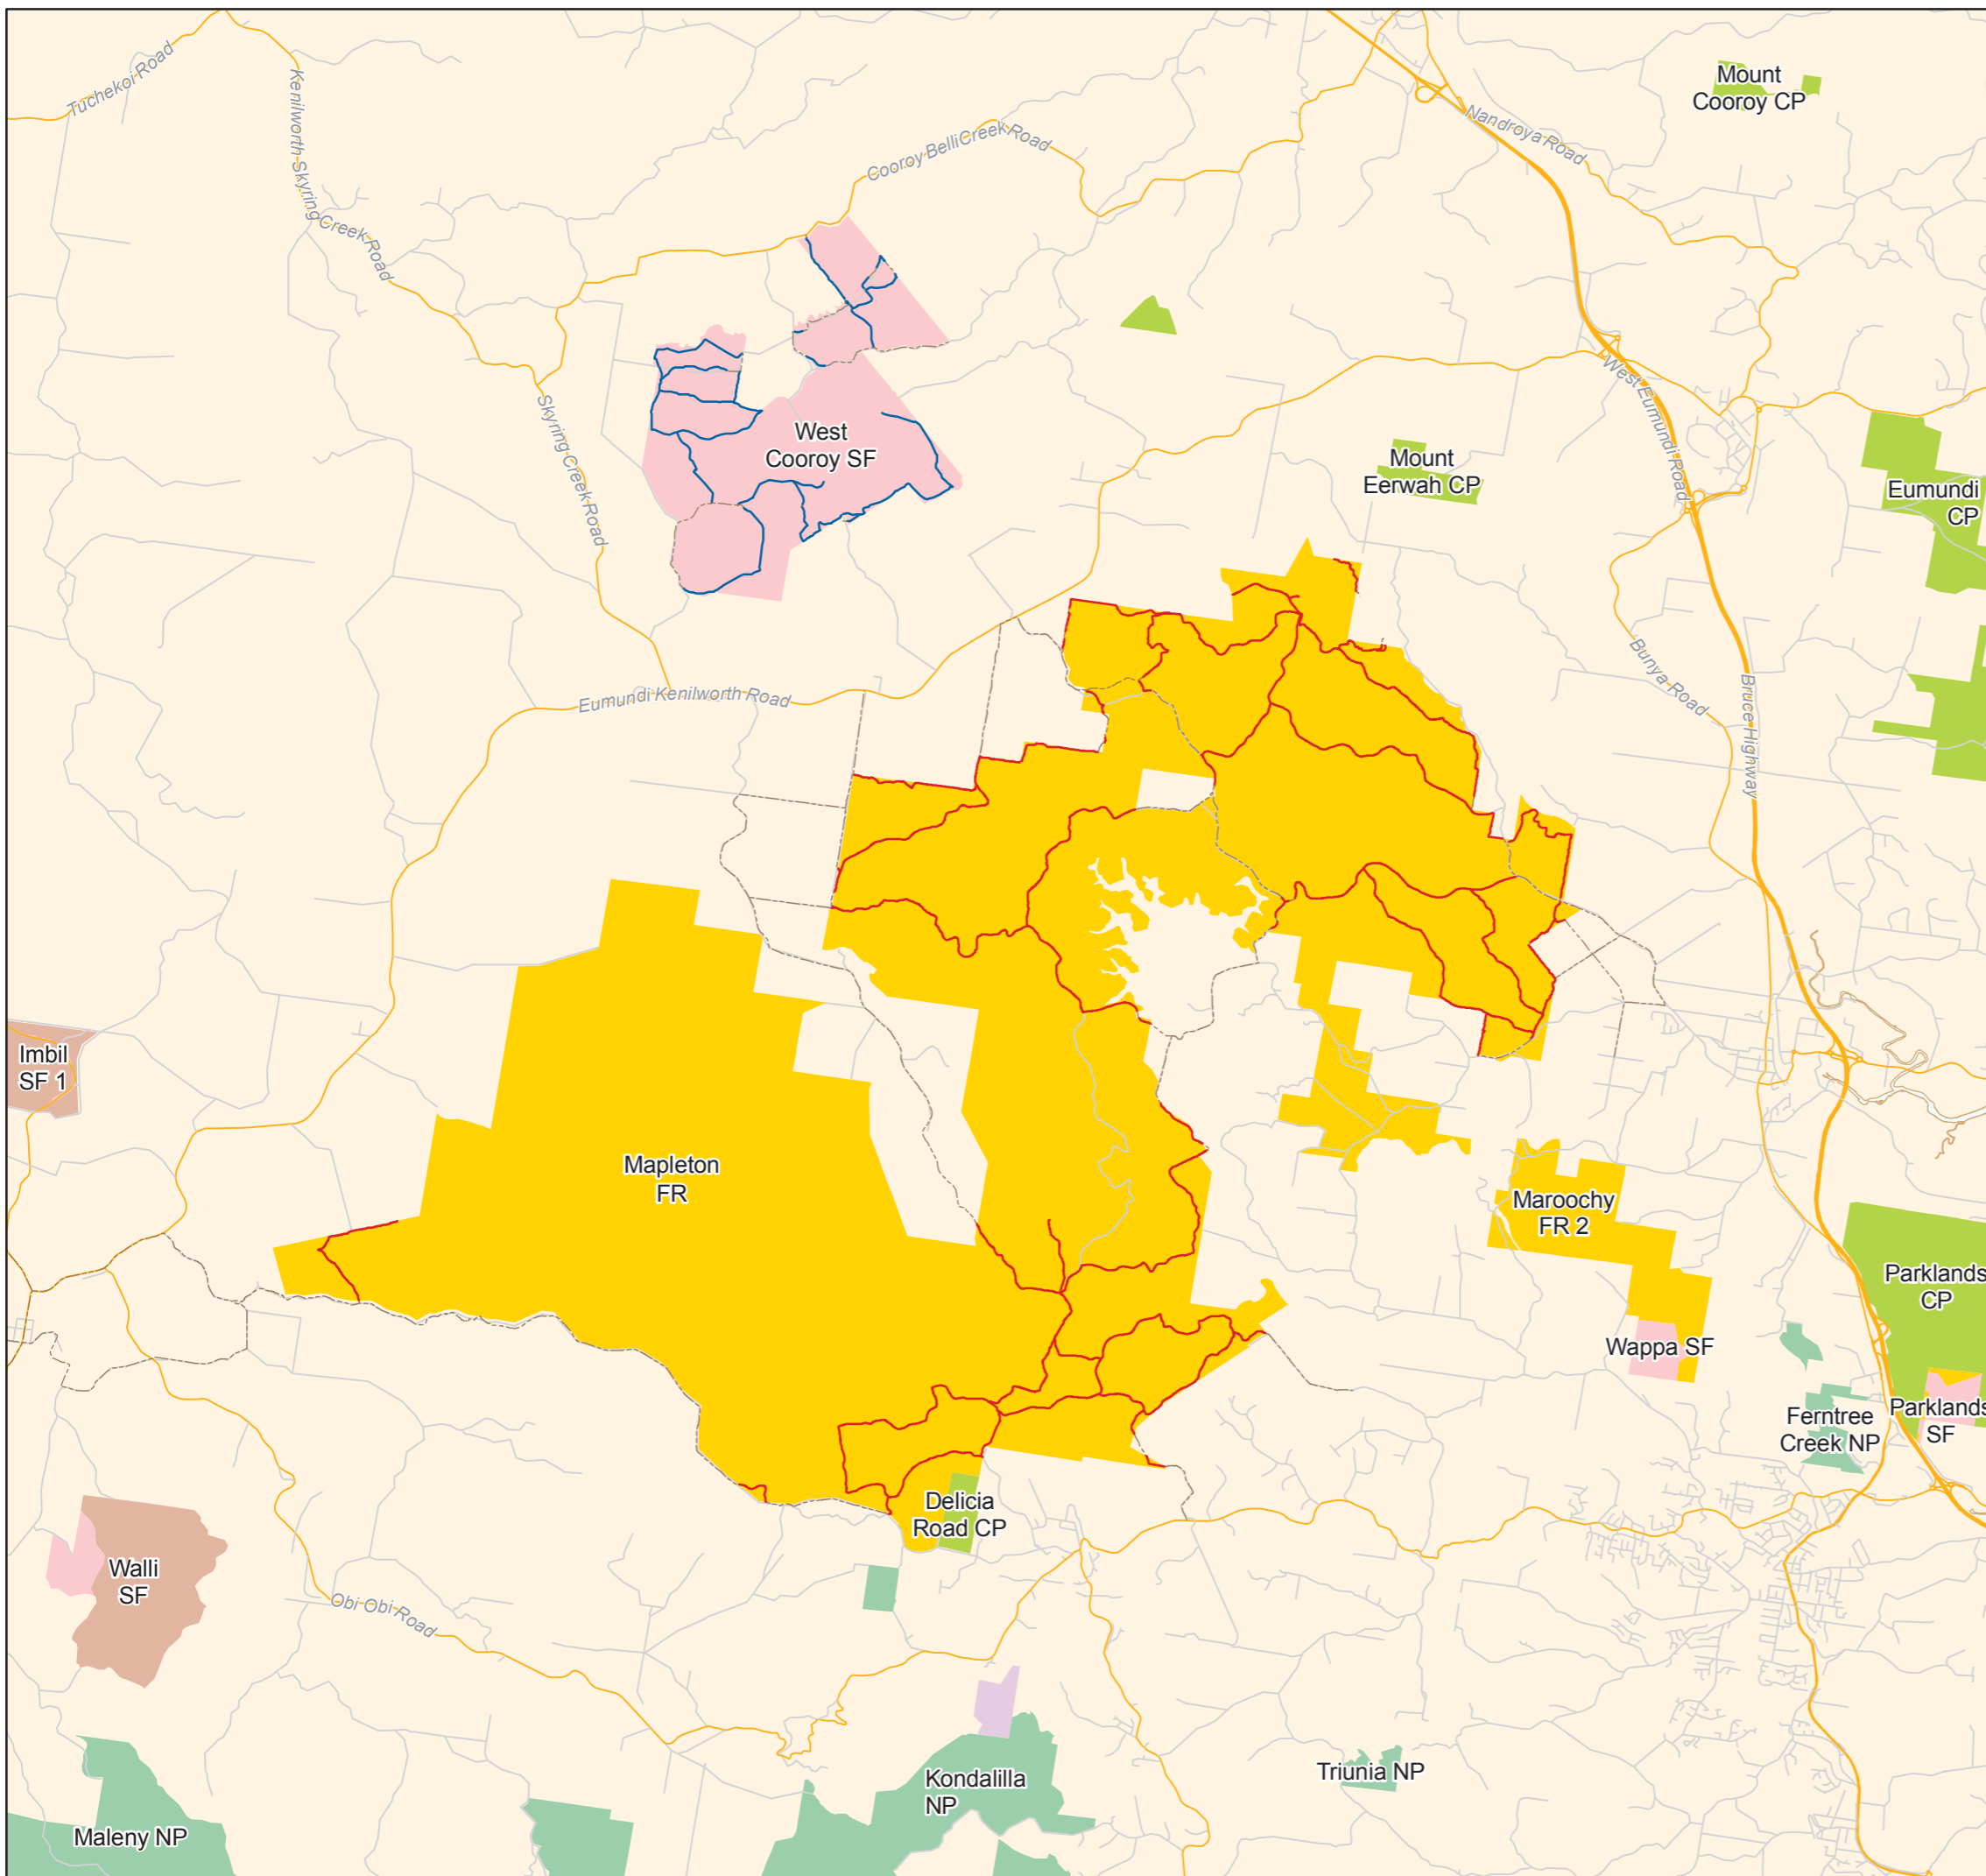 Tuchekoi Road
Kenilworth Skyring Creek Road
Cooroy Belli Creek Road
Nandroya Road
Mount
Cooroy CP
West
Cooroy SF
Skyring Creek Road
West Eumundi Road
Mount
Eerwah CP
Eumundi
CP
Eumundi Kenilworth Road
Bunya Road
Bruce Highway
Imbil
SF 1
Mapleton
FR
Maroochy
FR 2
Parklands
CP
Wappa SF
Ferntree
Creek NP
Parklands
SF
Delicia
Road CP
Walli
SF
Obi Obi Road
Kondalilla
NP
Triunia NP
Maleny NP